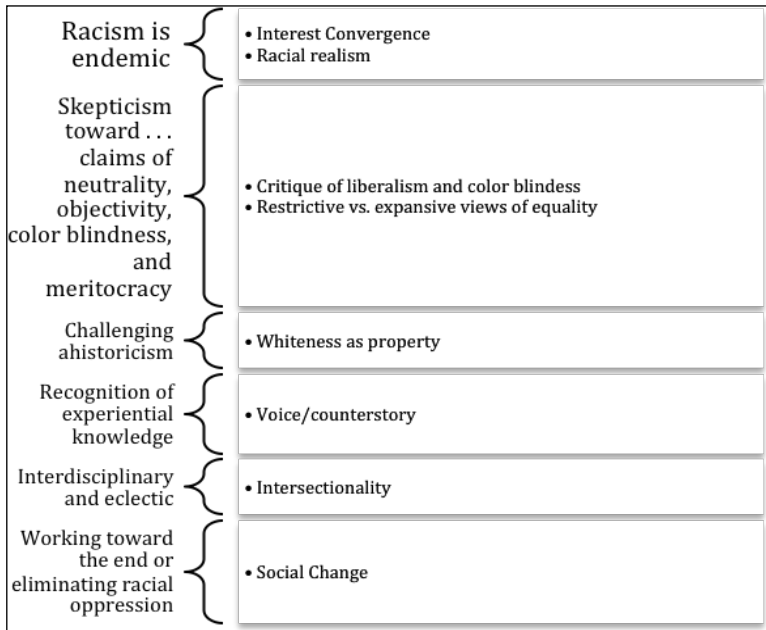 Racism is
endemic
• Interest Convergence
• Racial realism
Skepticism
toward . . .
claims of
neutrality,
objectivity,
color blindness,
and
meritocracy
• Critique of liberalism and color blindess
• Restrictive vs. expansive views of equality
Challenging
ahistoricism
• Whiteness as property
Recognition of
experiential
knowledge
• Voice/counterstory
Interdisciplinary
and eclectic
• Intersectionality
Working toward
the end or
eliminating racial
oppression
• Social Change